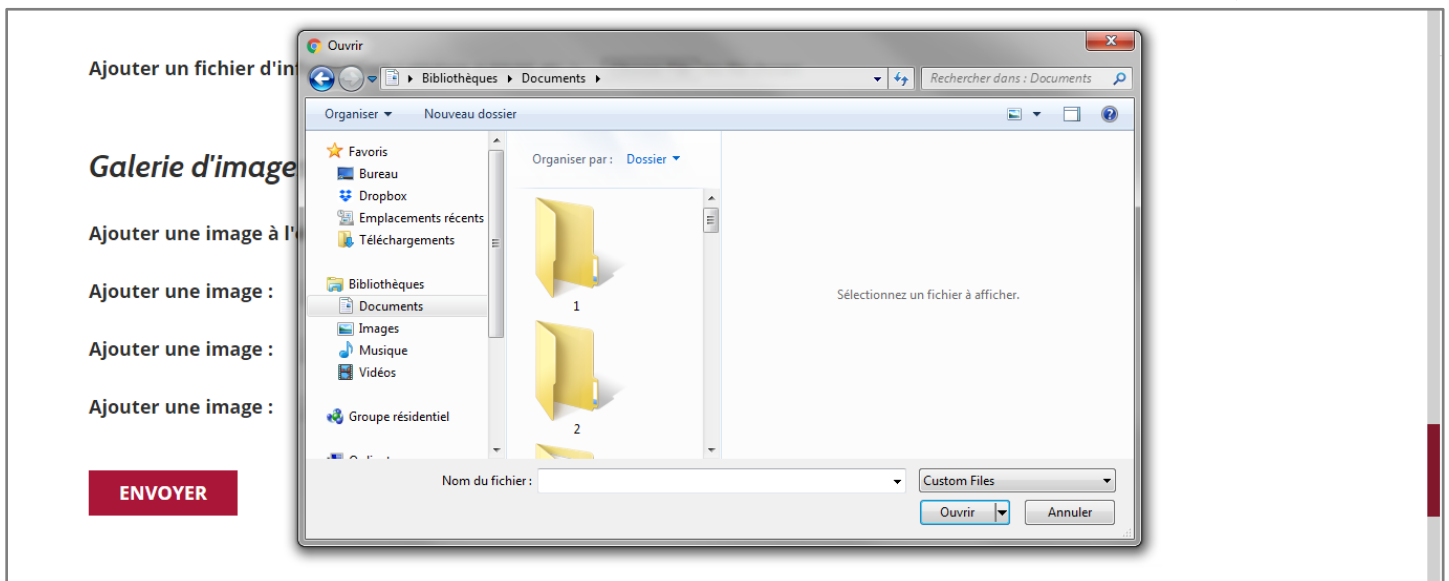 Ouvrir
Bibliothèques Documents
Rechercher dans : Documents
Organiser Nouveau dossier
Favoris
Bureau
Dropbox
Emplacements récents
Téléchargements
Bibliothèques
Documents
Images
Musique
Vidéos
Groupe résidentiel
Organiser par : Dossier
1
2
Sélectionnez un fichier à afficher.
Nom du fichier :
Custom Files
Ouvrir Annuler
Ajouter un fichier
Galerie d'image
Ajouter une image à
Ajouter une image :
Ajouter une image :
Ajouter une image :
ENVOYER